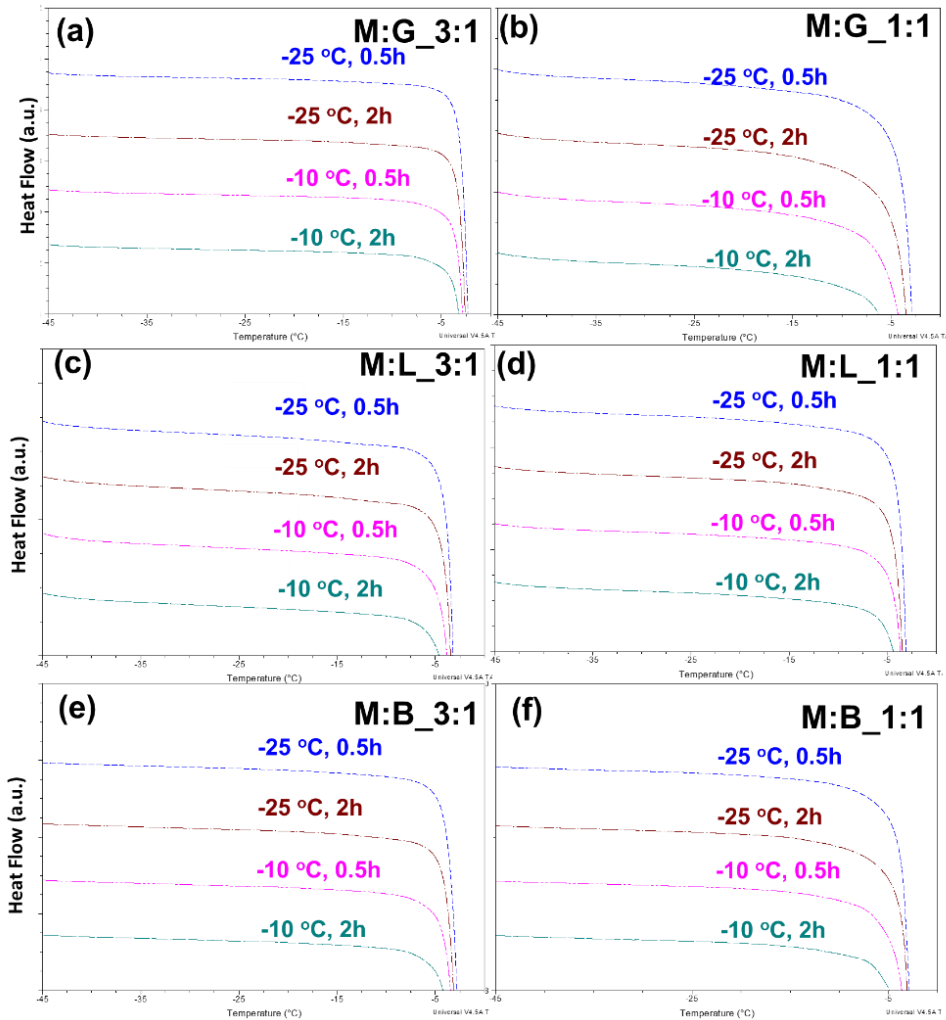 (a)
M:G_3:1
-25 °C, 0.5h
-25 °C, 2h
-10 °C, 0.5h
-10 °C, 2h
Heat Flow (a.u.)
-45
-35
-25
-15
-5
Temperature (°C)
Universal V4.5A T
(b)
M:G_1:1
-25 °C, 0.5h
-25 °C, 2h
-10 °C, 0.5h
-10 °C, 2h
-45
-35
-25
-15
-5
Temperature (°C)
Universal V4.5A T
(c)
M:L_3:1
-25 °C, 0.5h
-25 °C, 2h
-10 °C, 0.5h
-10 °C, 2h
Heat Flow (a.u.)
-45
-35
-25
-15
-5
Temperature (°C)
Universal V4.5A T
(d)
M:L_1:1
-25 °C, 0.5h
-25 °C, 2h
-10 °C, 0.5h
-10 °C, 2h
-45
-35
-25
-15
-5
Temperature (°C)
Universal V4.5A T
(e)
M:B_3:1
-25 °C, 0.5h
-25 °C, 2h
-10 °C, 0.5h
-10 °C, 2h
Heat Flow (a.u.)
-45
-35
-25
-15
-5
Temperature (°C)
Universal V4.5A T
(f)
M:B_1:1
-25 °C, 0.5h
-25 °C, 2h
-10 °C, 0.5h
-10 °C, 2h
-45
-35
-25
-15
-5
Temperature (°C)
Universal V4.5A T